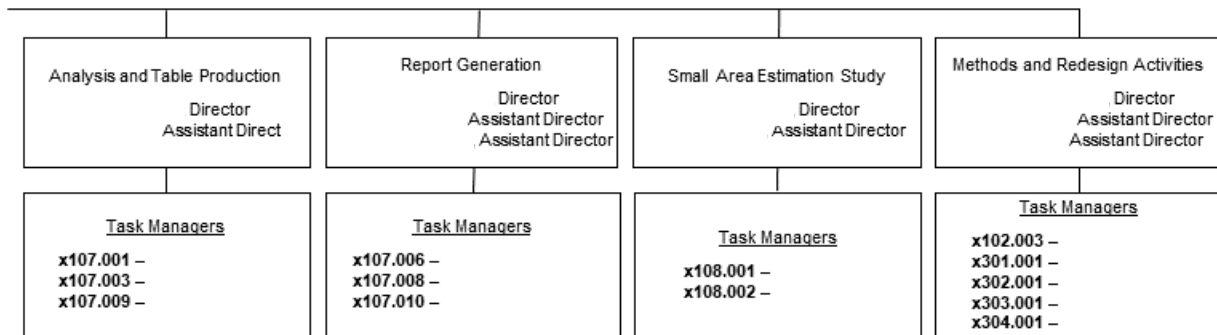 Analysis and Table Production
Director
Assistant Direct
Report Generation
Director
Assistant Director
Assistant Director
Small Area Estimation Study
Director
Assistant Director
Methods and Redesign Activities
Director
Assistant Director
Assistant Director
Task Managers
x107.001 –
x107.003 –
x107.009 –
Task Managers
x107.006 –
x107.008 –
x107.010 –
Task Managers
x108.001 –
x108.002 –
Task Managers
x102.003 –
x301.001 –
x302.001 –
x303.001 –
x304.001 –